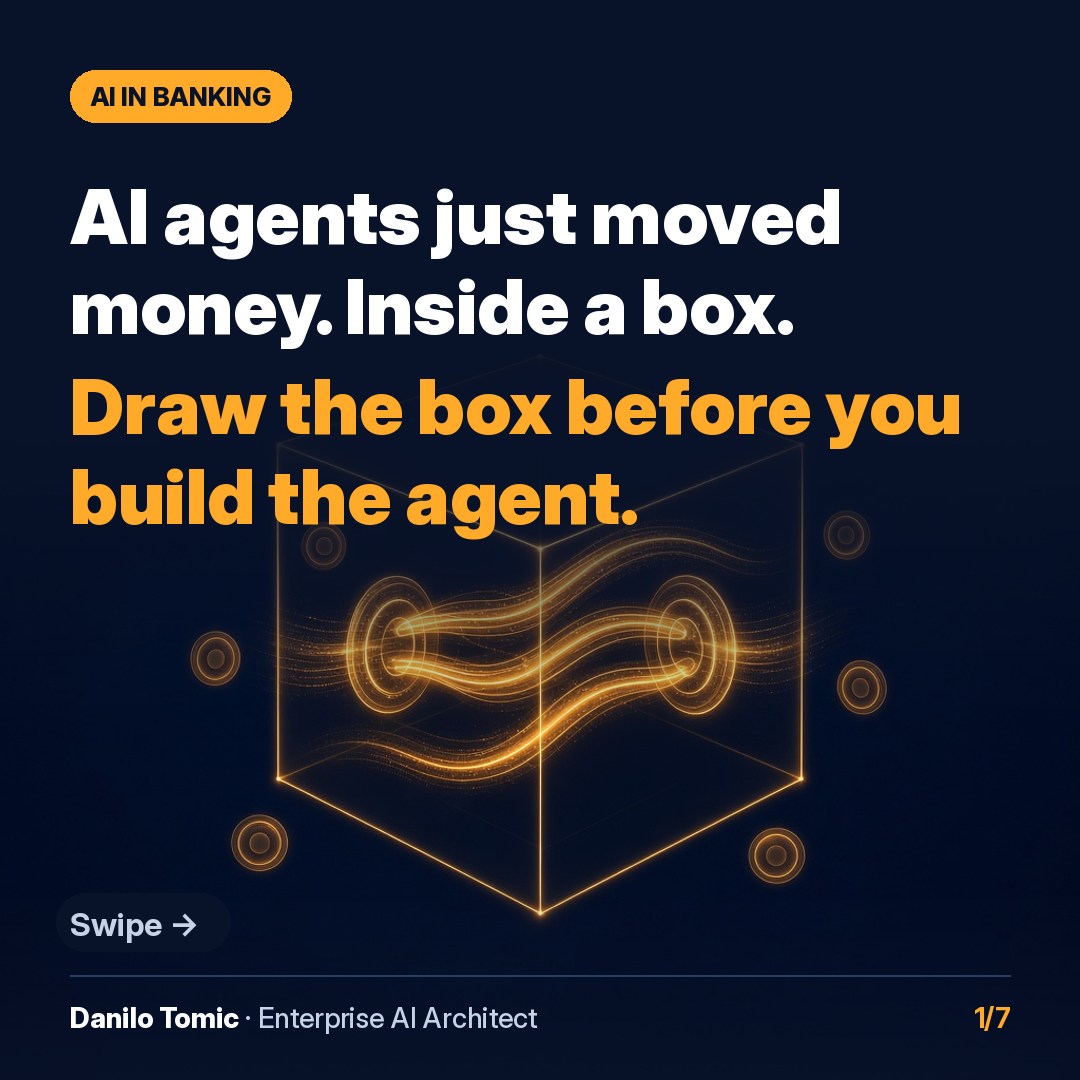 AI IN BANKING
AI agents just moved
money. Inside a box.
Draw the box before you
build the agent.
Swipe →
Danilo Tomic · Enterprise AI Architect
1/7